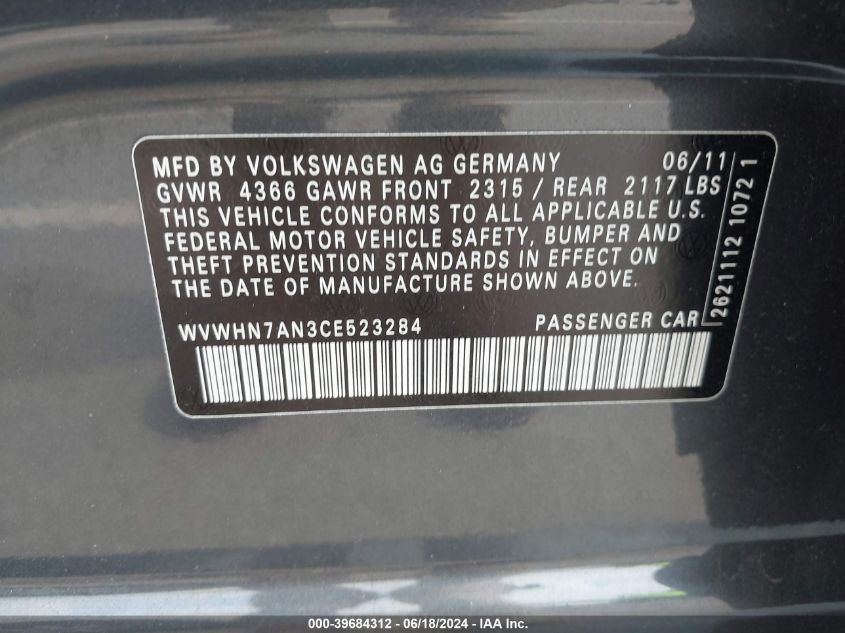 MFD BY VOLKSWAGEN AG GERMANY 06/11
GVWR 4366 GAWR FRONT 2315 / REAR 2117 LBS
THIS VEHICLE CONFORMS TO ALL APPLICABLE U.S.
FEDERAL MOTOR VEHICLE SAFETY, BUMPER AND
THEFT PREVENTION STANDARDS IN EFFECT ON
THE DATE OF MANUFACTURE SHOWN ABOVE.
WVWHN7AN3CE523284 PASSENGER CAR
2621112 1072 1
000-39684312 - 06/18/2024 - IAA Inc.